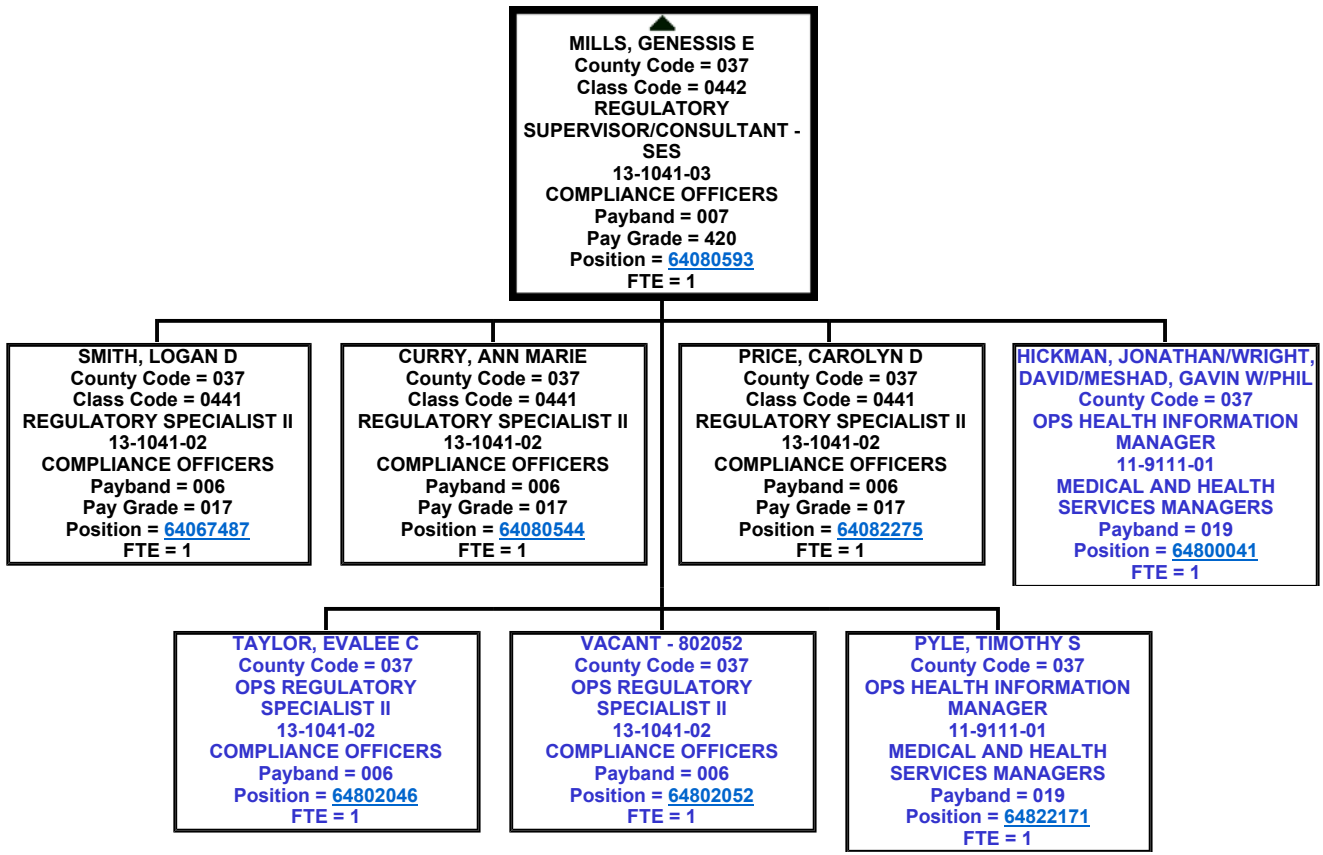 MILLS, GENESSIS E
County Code = 037
Class Code = 0442
REGULATORY
SUPERVISOR/CONSULTANT -
SES
13-1041-03
COMPLIANCE OFFICERS
Payband = 007
Pay Grade = 420
Position = 64080593
FTE = 1
SMITH, LOGAN D
County Code = 037
Class Code = 0441
REGULATORY SPECIALIST II
13-1041-02
COMPLIANCE OFFICERS
Payband = 006
Pay Grade = 017
Position = 64067487
FTE = 1
CURRY, ANN MARIE
County Code = 037
Class Code = 0441
REGULATORY SPECIALIST II
13-1041-02
COMPLIANCE OFFICERS
Payband = 006
Pay Grade = 017
Position = 64080544
FTE = 1
PRICE, CAROLYN D
County Code = 037
Class Code = 0441
REGULATORY SPECIALIST II
13-1041-02
COMPLIANCE OFFICERS
Payband = 006
Pay Grade = 017
Position = 64082275
FTE = 1
HICKMAN, JONATHAN/WRIGHT,
DAVID/MESHAD, GAVIN W/PHIL
County Code = 037
OPS HEALTH INFORMATION
MANAGER
11-9111-01
MEDICAL AND HEALTH
SERVICES MANAGERS
Payband = 019
Position = 64800041
FTE = 1
TAYLOR, EVALEE C
County Code = 037
OPS REGULATORY
SPECIALIST II
13-1041-02
COMPLIANCE OFFICERS
Payband = 006
Position = 64802046
FTE = 1
VACANT - 802052
County Code = 037
OPS REGULATORY
SPECIALIST II
13-1041-02
COMPLIANCE OFFICERS
Payband = 006
Position = 64802052
FTE = 1
PYLE, TIMOTHY S
County Code = 037
OPS HEALTH INFORMATION
MANAGER
11-9111-01
MEDICAL AND HEALTH
SERVICES MANAGERS
Payband = 019
Position = 64822171
FTE = 1